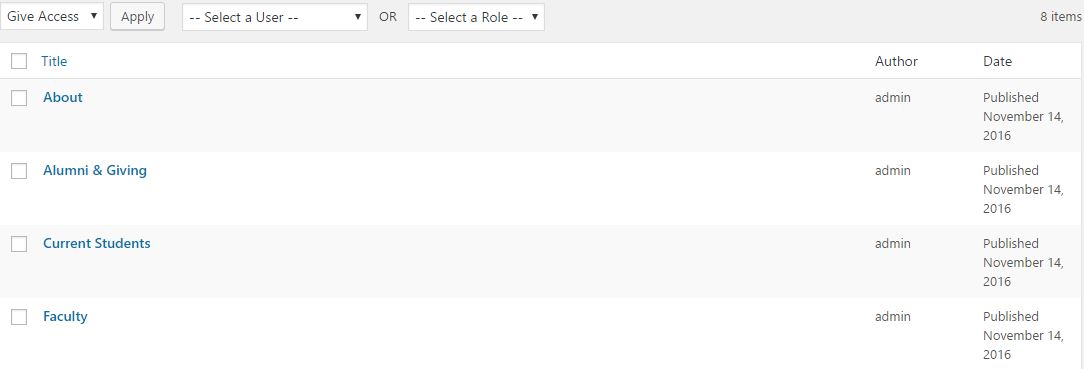 Give Access Apply -- Select a User -- OR -- Select a Role -- 8 items
Title Author Date
About admin Published
November 14,
2016
Alumni & Giving admin Published
November 14,
2016
Current Students admin Published
November 14,
2016
Faculty admin Published
November 14,
2016